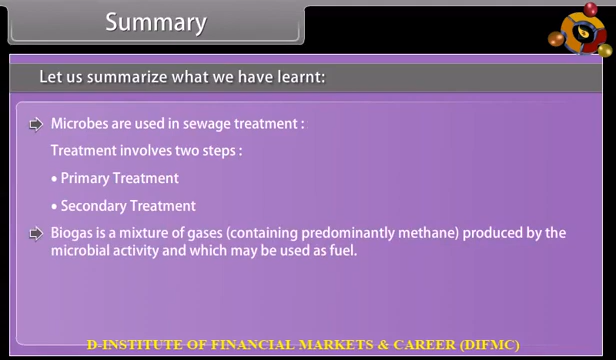 Summary
Let us summarize what we have learnt:
Microbes are used in sewage treatment :
Treatment involves two steps :
• Primary Treatment
• Secondary Treatment
Biogas is a mixture of gases (containing predominantly methane) produced by the
microbial activity and which may be used as fuel.
D-INSTITUTE OF FINANCIAL MARKETS & CAREER (DIFMC)